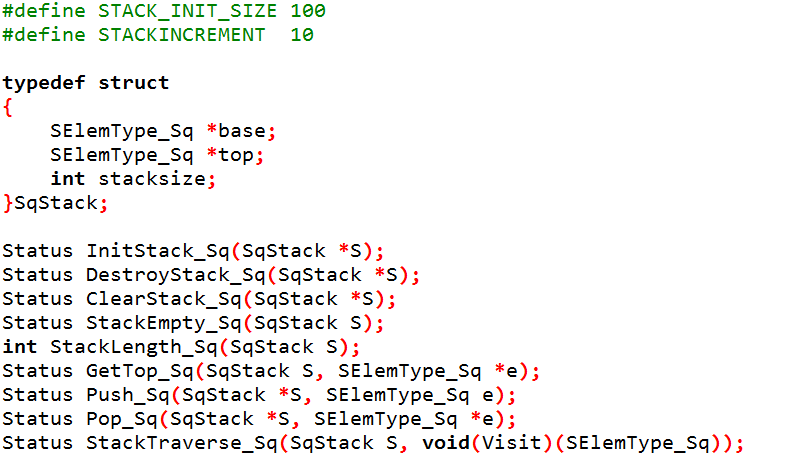 #define STACK_INIT_SIZE 100
#define STACKINCREMENT  10
typedef struct
{
    SElemType_Sq *base;
    SElemType_Sq *top;
    int stacksize;
}SqStack;
Status InitStack_Sq(SqStack *S);
Status DestroyStack_Sq(SqStack *S);
Status ClearStack_Sq(SqStack *S);
Status StackEmpty_Sq(SqStack S);
int StackLength_Sq(SqStack S);
Status GetTop_Sq(SqStack S, SElemType_Sq *e);
Status Push_Sq(SqStack *S, SElemType_Sq e);
Status Pop_Sq(SqStack *S, SElemType_Sq *e);
Status StackTraverse_Sq(SqStack S, void(Visit)(SElemType_Sq));